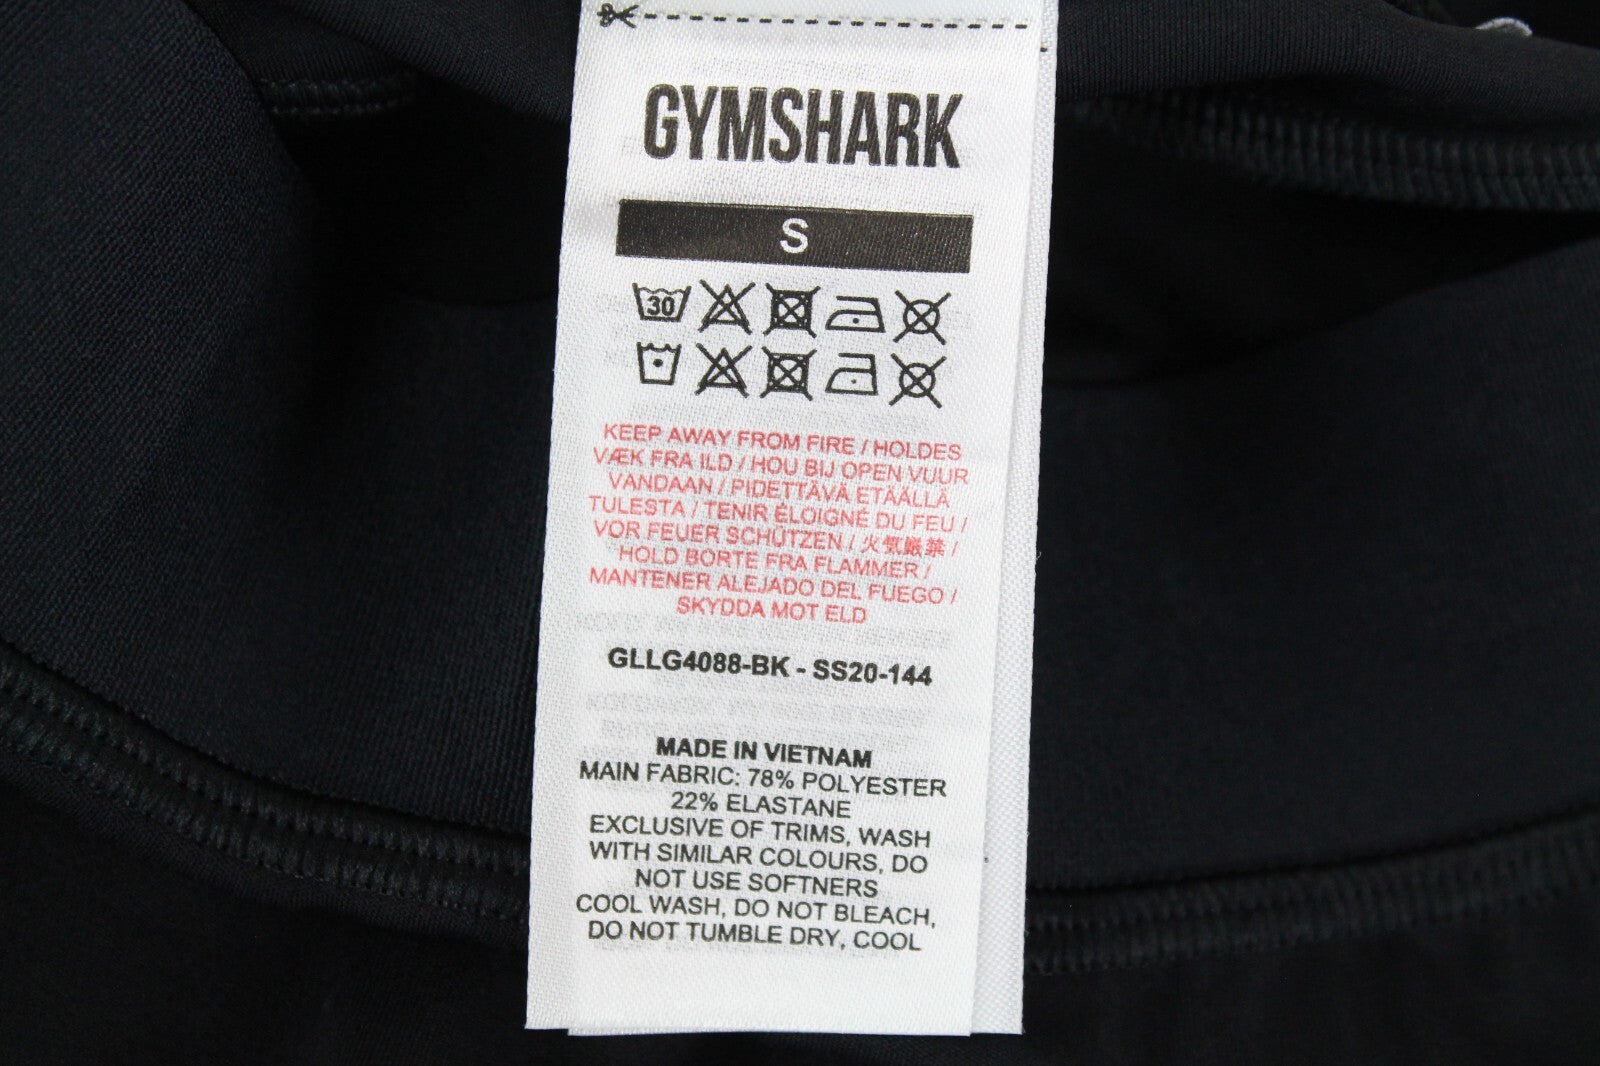 GYMSHARK
S
30
KEEP AWAY FROM FIRE / HOLDES
VÆK FRA ILD / HOU BIJ OPEN VUUR
VANDAAN / PIDETTÄVÄ ETÄÄLLÄ
TULESTA / TENIR ÉLOIGNÉ DU FEU /
VOR FEUER SCHÜTZEN / 火気厳禁 /
HOLD BORTE FRA FLAMMER /
MANTENER ALEJADO DEL FUEGO /
SKYDDA MOT ELD
GLLG4088-BK - SS20-144
MADE IN VIETNAM
MAIN FABRIC: 78% POLYESTER
22% ELASTANE
EXCLUSIVE OF TRIMS, WASH
WITH SIMILAR COLOURS, DO
NOT USE SOFTNERS
COOL WASH, DO NOT BLEACH,
DO NOT TUMBLE DRY, COOL